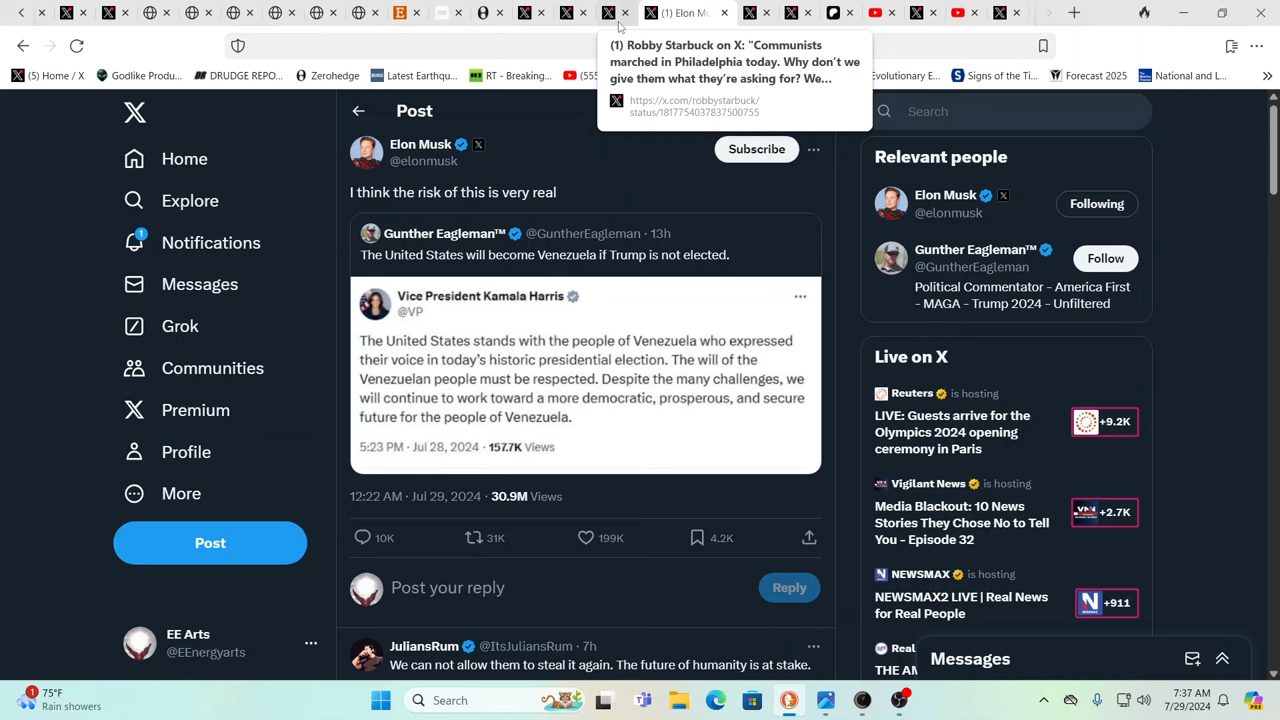 (1) Elon Mu
(1) Robby Starbuck on X: "Communists
marched in Philadelphia today. Why don't we
give them what they're asking for? We...
https://x.com/robbystarbuck/
status/1817754037837500755
(5) Home / X
Godlike Produ...
DRUDGE REPO...
Zerohedge
Latest Earthqu...
RT - Breaking...
(555
Evolutionary E...
Signs of the Ti...
Forecast 2025
National and L...
Post
Search
Home
Explore
1
Notifications
Messages
Grok
Communities
Premium
Profile
More
Post
EE Arts
@EEnergyarts
Elon Musk
@elonmusk
Subscribe
I think the risk of this is very real
Gunther Eagleman™ @GuntherEagleman · 13h
The United States will become Venezuela if Trump is not elected.
Vice President Kamala Harris
@VP
The United States stands with the people of Venezuela who expressed
their voice in today's historic presidential election. The will of the
Venezuelan people must be respected. Despite the many challenges, we
will continue to work toward a more democratic, prosperous, and secure
future for the people of Venezuela.
5:23 PM · Jul 28, 2024 · 157.7K Views
12:22 AM · Jul 29, 2024 · 30.9M Views
10K
31K
199K
4.2K
Post your reply
Reply
JuliansRum @ItsJuliansRum · 7h
We can not allow them to steal it again. The future of humanity is at stake.
Relevant people
Elon Musk
@elonmusk
Following
Gunther Eagleman™
@GuntherEagleman
Follow
Political Commentator - America First
- MAGA - Trump 2024 - Unfiltered
Live on X
Reuters is hosting
LIVE: Guests arrive for the
Olympics 2024 opening
ceremony in Paris
+9.2K
Vigilant News is hosting
Media Blackout: 10 News
Stories They Chose No to Tell
You – Episode 32
+2.7K
NEWSMAX is hosting
NEWSMAX2 LIVE | Real News
for Real People
+911
Real
THE AM
Messages
1
75°F
Rain showers
Search
7:37 AM
7/29/2024